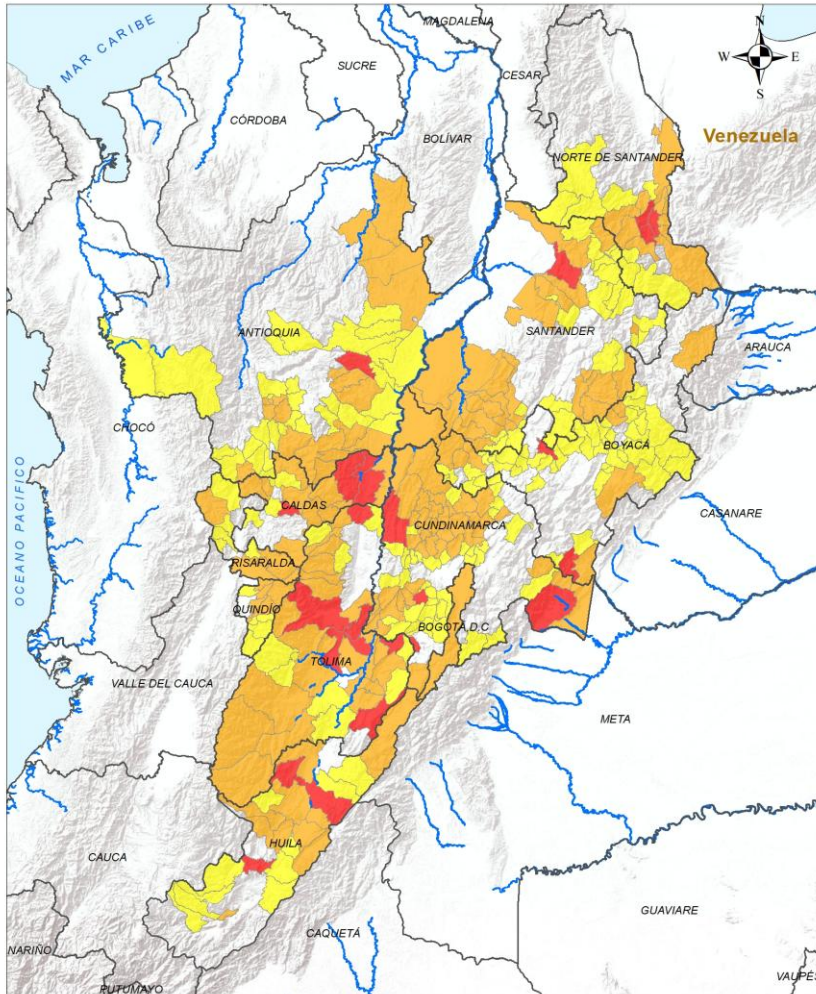 MAGDALENA
N
MAR CARIBE
W
E
SUCRE
CESAR
S
CÓRDOBA
BOLÍVAR
Venezuela
NORTE DE SANTANDER
ANTIOQUIA
SANTANDER
ARAUCA
CHOCÓ
BOYACA
OCEANO PACIFICO
CALDAS
CUNDINAMARCA
CASANARE
RISARALDA
QUINDÍO
BOGOTÁ D.C
TOLIMA
VALLE DEL CAUCA
META
HUILA
CAUCA
GUAVIARE
CAQUETÁ
NARIÑO
PUTUMAYO
VAUPÉS